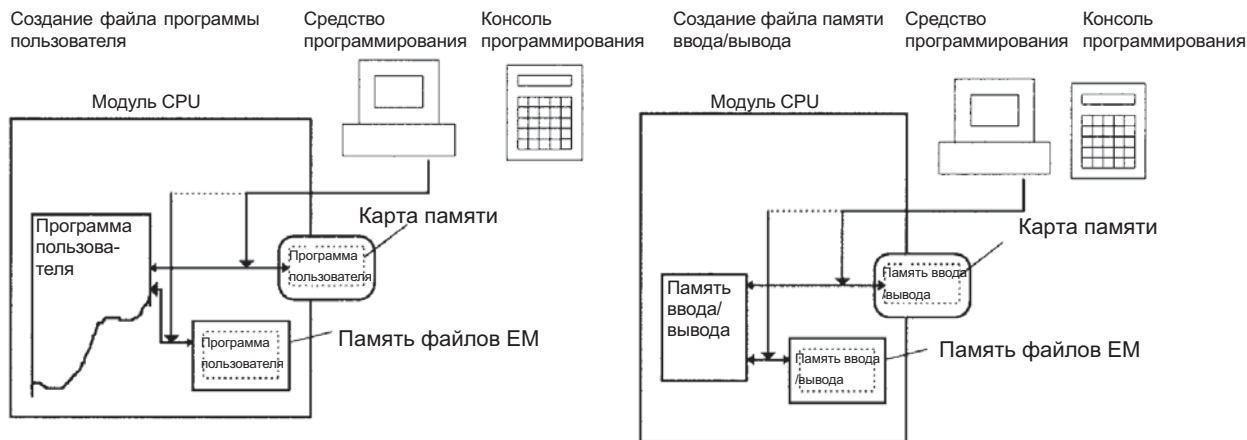 Создание файла программы
пользователя
Средство
программирования
Консоль
программирования
Модуль CPU
Программа
пользова-
теля
Карта памяти
Программа
пользователя
Память файлов EM
Программа
пользователя
Создание файла памяти
ввода/вывода
Средство
программирования
Консоль
программирования
Модуль CPU
Карта памяти
Память ввода
/вывода
Память
ввода/
вывода
Память файлов EM
Память ввода
/вывода